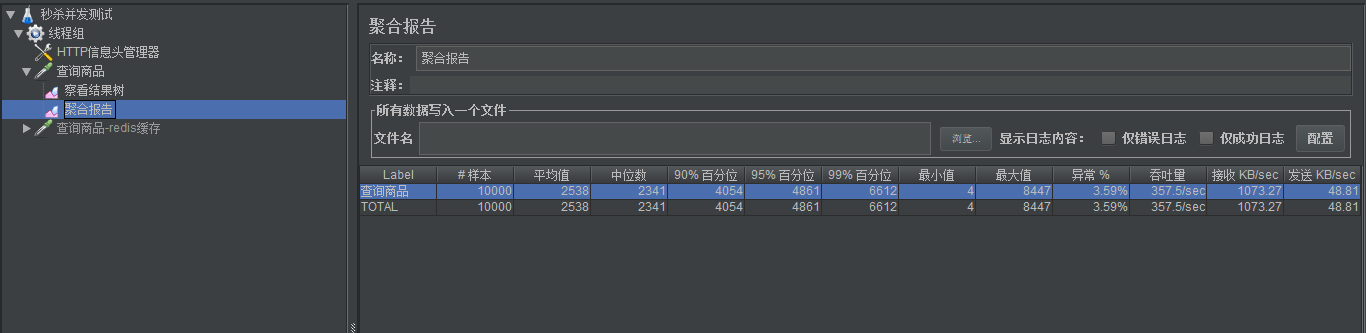 秒杀并发测试
线程组
HTTP信息头管理器
查询商品
察看结果树
聚合报告
查询商品-redis缓存
聚合报告
名称： 聚合报告
注释：
所有数据写入一个文件
文件名 浏览... 显示日志内容： 仅错误日志 仅成功日志 配置
Label # 样本 平均值 中位数 90% 百分位 95% 百分位 99% 百分位 最小值 最大值 异常 % 吞吐量 接收 KB/sec 发送 KB/sec
查询商品 10000 2538 2341 4054 4861 6612 4 8447 3.59% 357.5/sec 1073.27 48.81
TOTAL 10000 2538 2341 4054 4861 6612 4 8447 3.59% 357.5/sec 1073.27 48.81